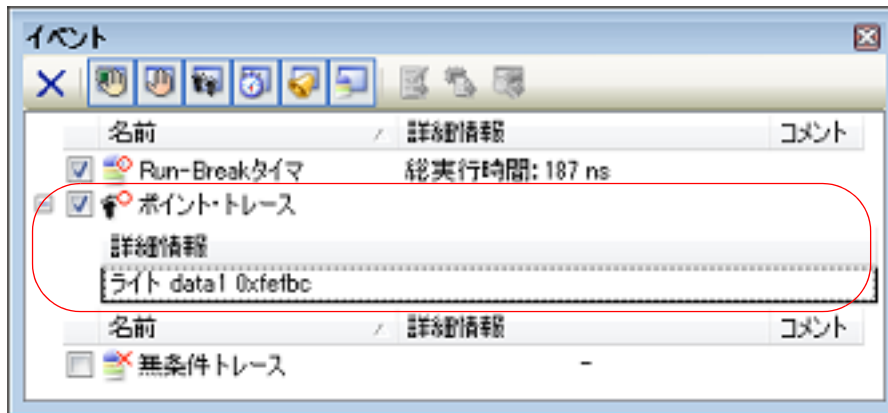 イベント
名前 詳細情報 コメント
Run-Breakタイマ 総実行時間: 187 ns
ポイント・トレース
詳細情報
ライト data1 0xfefbc
名前 詳細情報 コメント
無条件トレース -